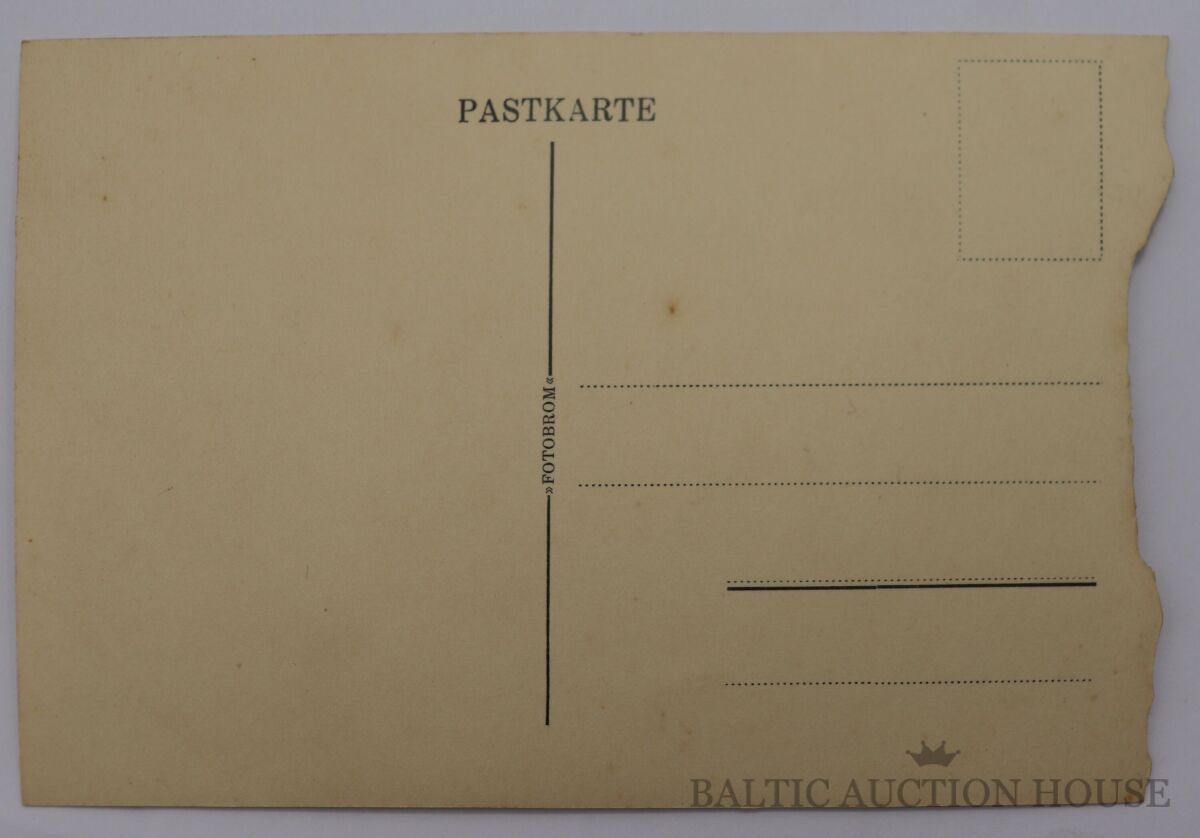 PASTKARTE
»FOTOBROM«
BALTIC AUCTION HOUSE